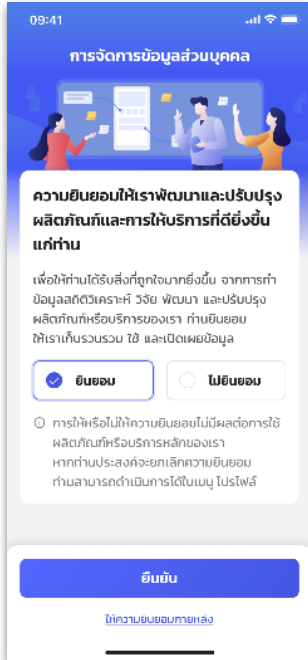 09:41
การจัดการข้อมูลส่วนบุคคล
ความยินยอมให้เราพัฒนาและปรับปรุง
ผลิตภัณฑ์และการให้บริการที่ดียิ่งขึ้น
แก่ท่าน
เพื่อให้ท่านได้รับสิ่งที่ถูกใจมากยิ่งขึ้น จากการทำ
ข้อมูลสถิติวิเคราะห์ วิจัย พัฒนา และปรับปรุง
ผลิตภัณฑ์หรือบริการของเรา ท่านยินยอม
ให้เราเก็บรวบรวม ใช้ และเปิดเผยข้อมูล
ยินยอม
ไม่ยินยอม
การให้หรือไม่ให้ความยินยอมไม่มีผลต่อการใช้
ผลิตภัณฑ์หรือบริการหลักของเรา
หากท่านประสงค์จะยกเลิกความยินยอม
ท่านสามารถดำเนินการได้ในเมนู โปรไฟล์
ยืนยัน
ให้ความยินยอมภายหลัง